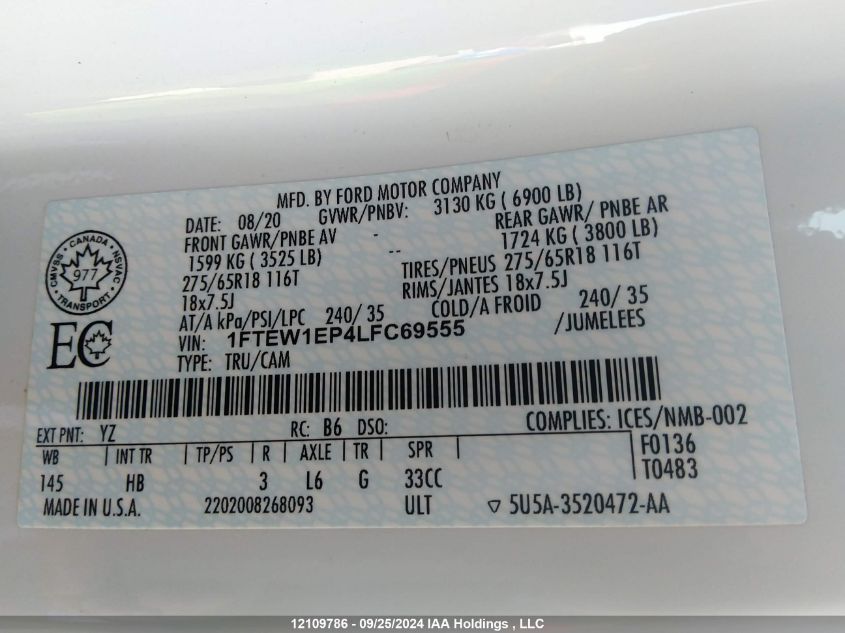 MFD. BY FORD MOTOR COMPANY
DATE: 08/20 GVWR/PNBV: 3130 KG ( 6900 LB)
FRONT GAWR/PNBE AV - REAR GAWR/ PNBE AR
1599 KG ( 3525 LB) -- 1724 KG ( 3800 LB)
275/65R18 116T TIRES/PNEUS 275/65R18 116T
18x7.5J RIMS/JANTES 18x7.5J
AT/A kPa/PSI/LPC 240/ 35 COLD/A FROID 240/ 35
VIN: 1FTEW1EP4LFC69555 /JUMELEES
TYPE: TRU/CAM
CMVSS CANADA NSVAC
977
TRANSPORT
EC
EXT PNT: YZ RC: B6 DSO: COMPLIES: ICES/NMB-002
WB INT TR TP/PS R AXLE TR SPR F0136
145 HB 3 L6 G 33CC T0483
MADE IN U.S.A. 2202008268093 ULT ▽ 5U5A-3520472-AA
12109786 - 09/25/2024 IAA Holdings , LLC